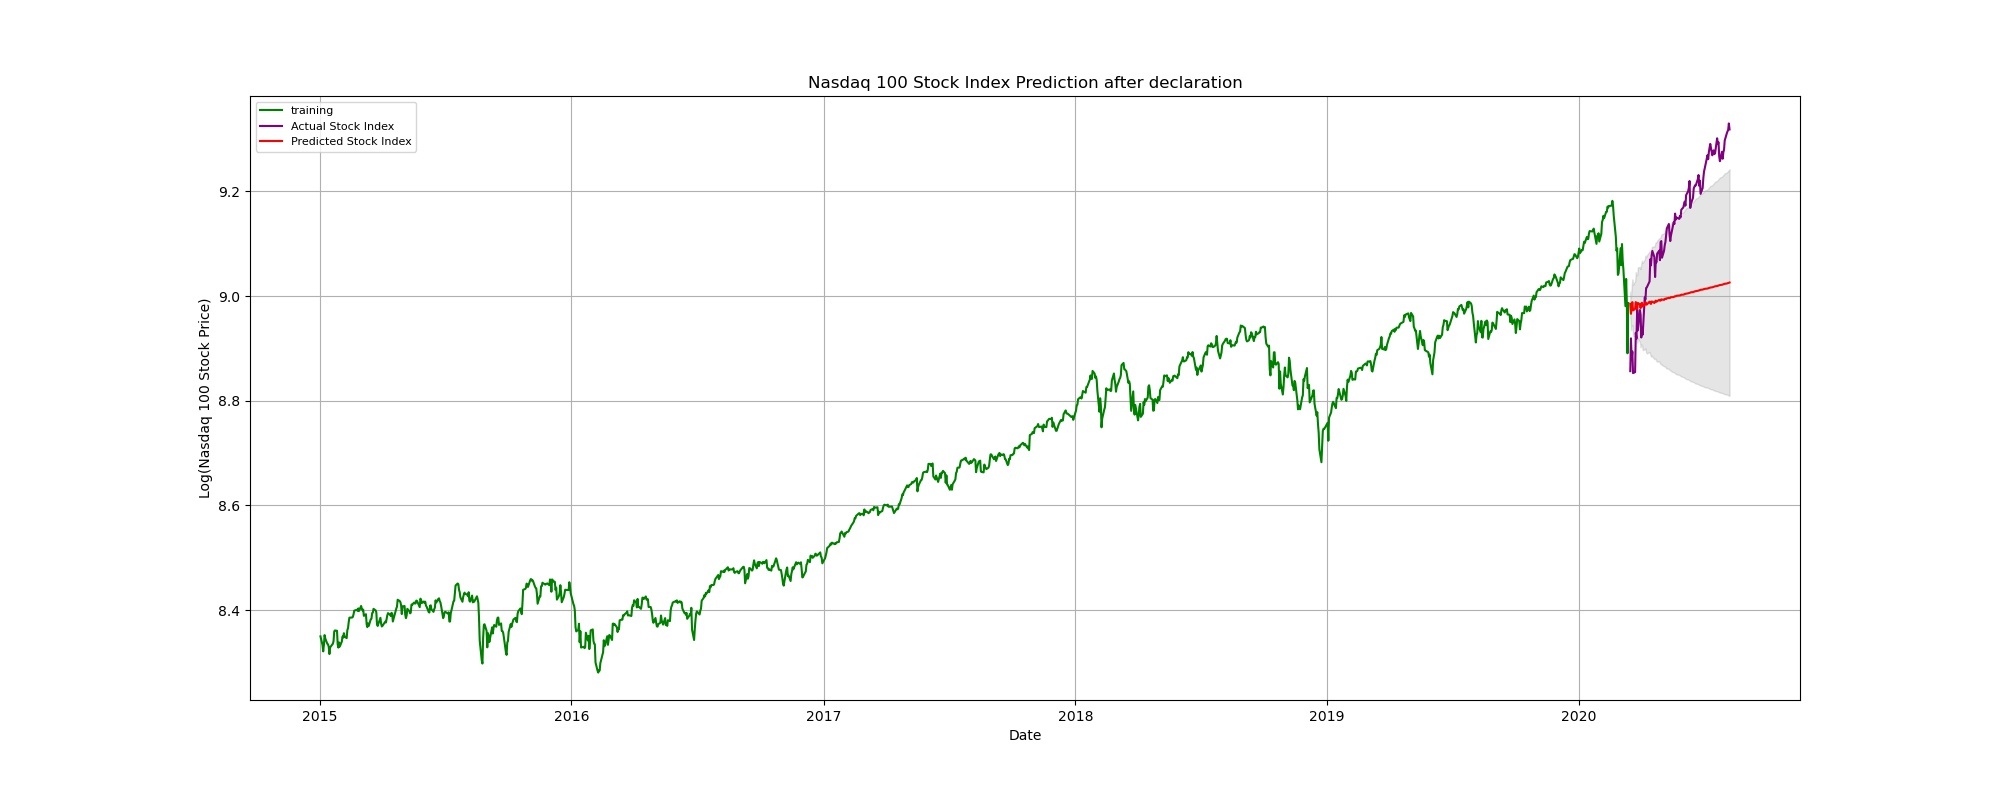 Nasdaq 100 Stock Index Prediction after declaration
training
Actual Stock Index
Predicted Stock Index
Log(Nasdaq 100 Stock Price)
9.2
9.0
8.8
8.6
8.4
2015 2016 2017 2018 2019 2020
Date